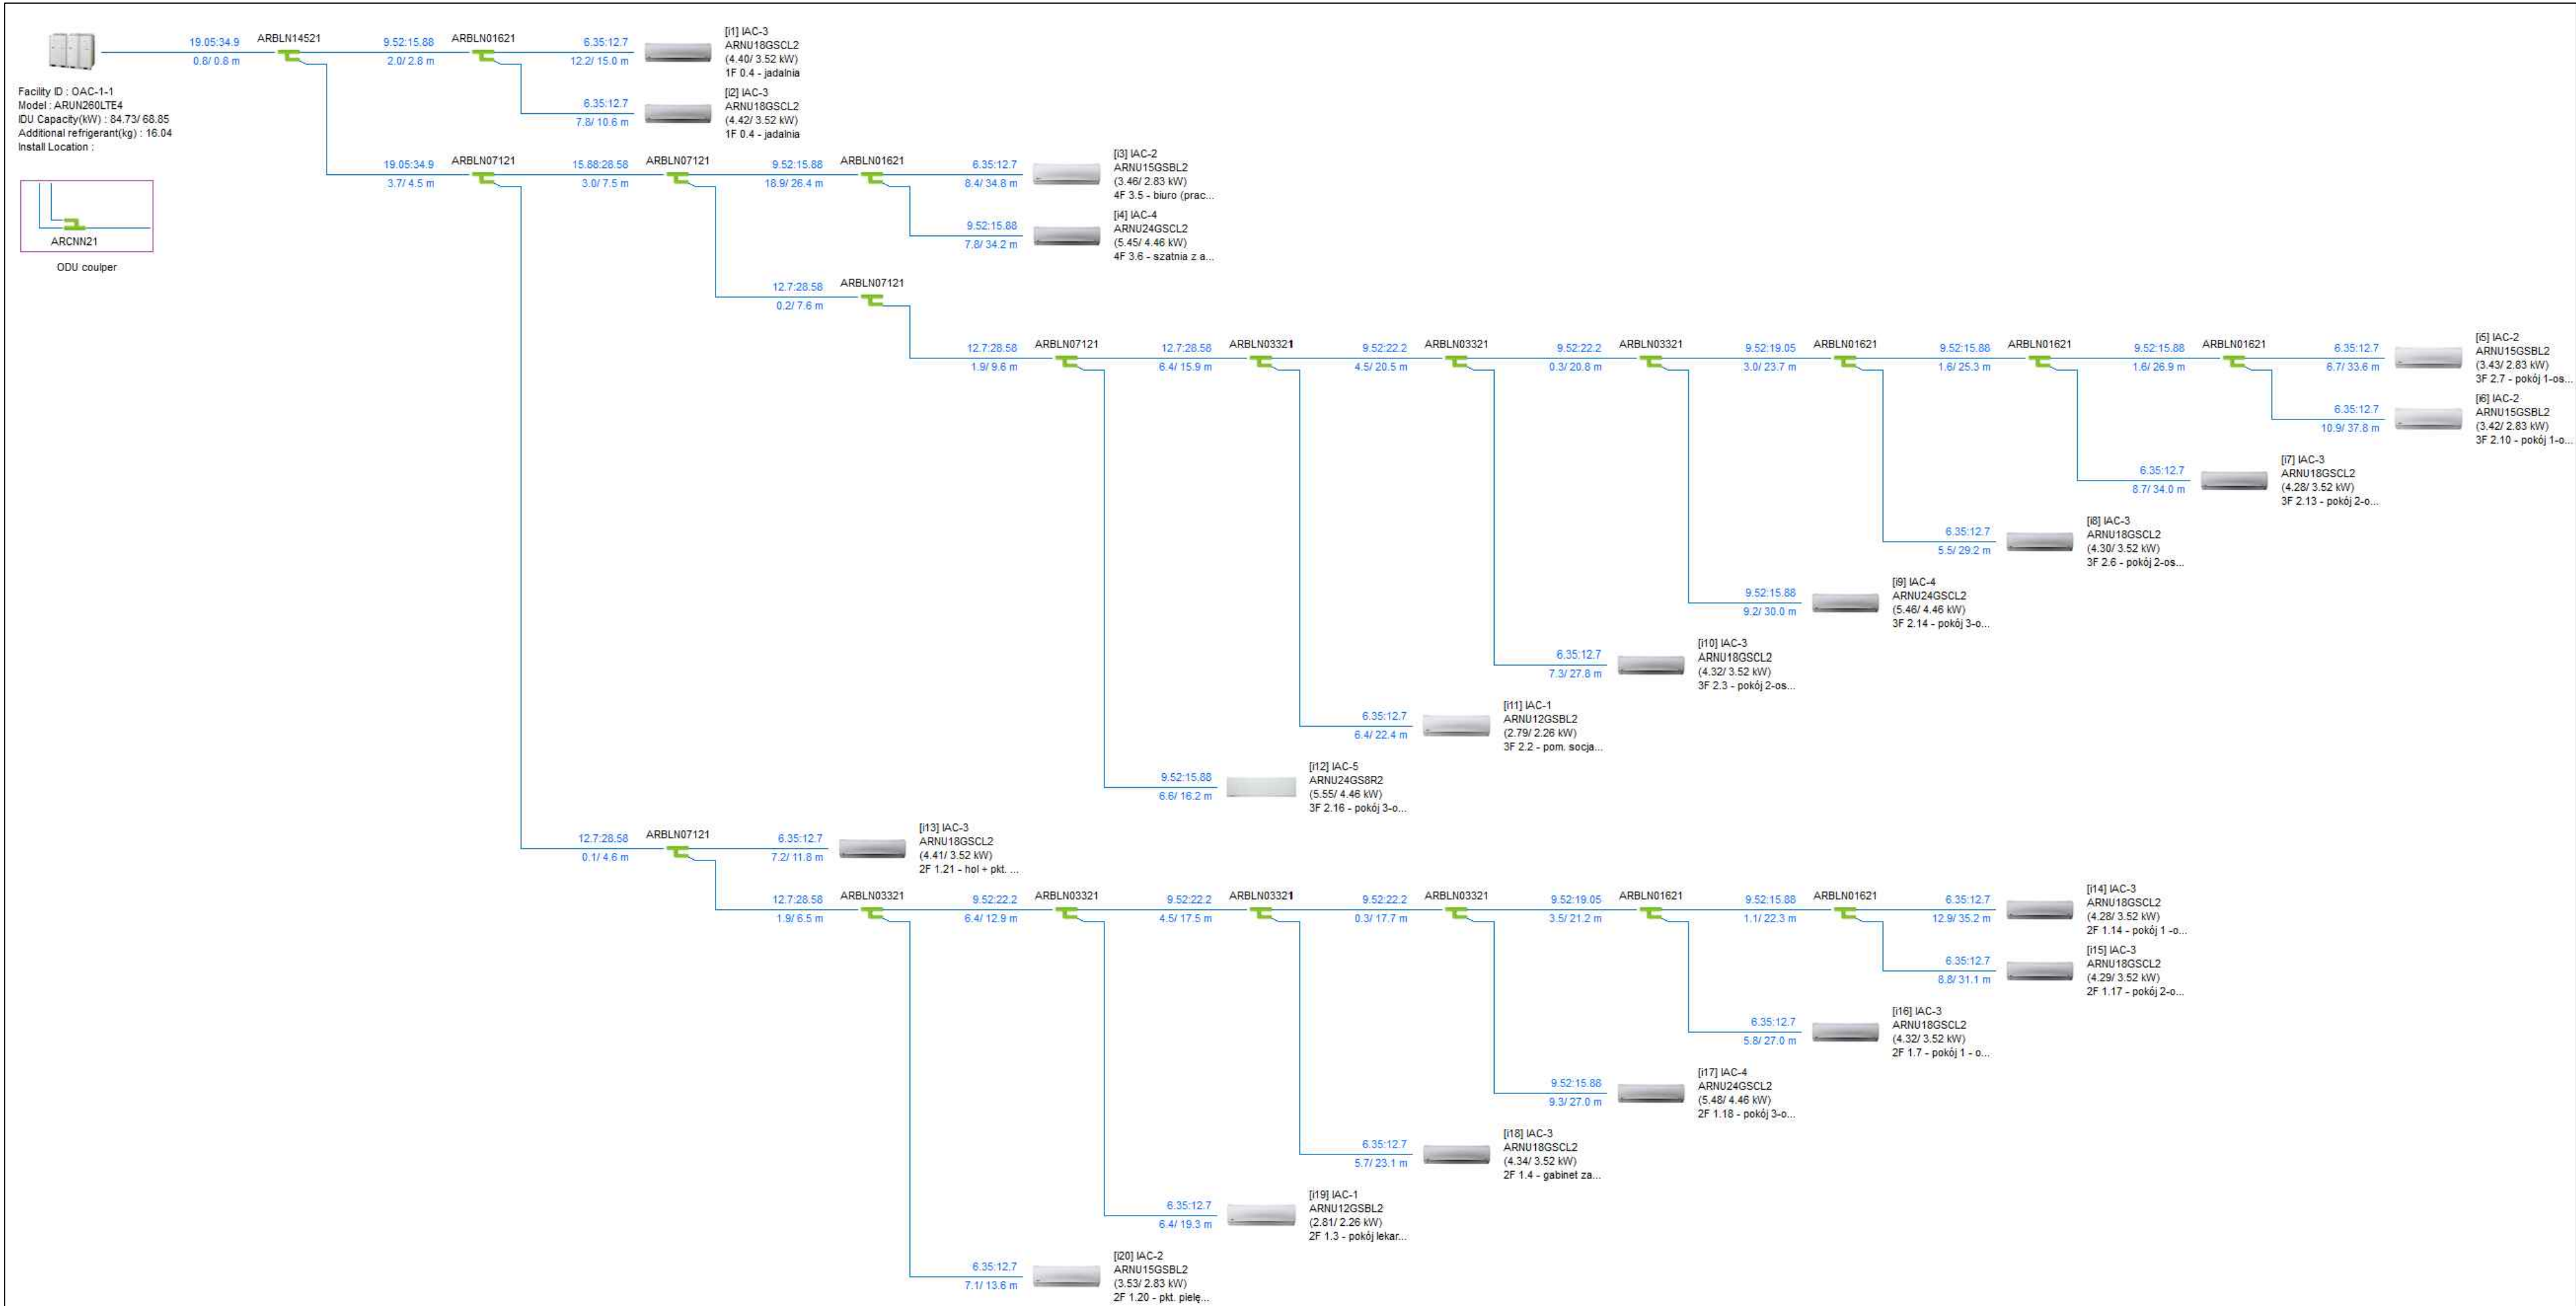 19.05:34.9
0.8/ 0.8 m
ARBLN14521
9.52:15.88
2.0/ 2.8 m
ARBLN01621
6.35:12.7
12.2/ 15.0 m
[i1] IAC-3
ARNU18GSCL2
(4.40/ 3.52 kW)
1F 0.4 - jadalnia
Facility ID : OAC-1-1
Model : ARUN260LTE4
IDU Capacity(kW) : 84.73/ 68.85
Additional refrigerant(kg) : 16.04
Install Location :
6.35:12.7
7.8/ 10.6 m
[i2] IAC-3
ARNU18GSCL2
(4.42/ 3.52 kW)
1F 0.4 - jadalnia
ARCNN21
ODU coulper
19.05:34.9
3.7/ 4.5 m
ARBLN07121
15.88:28.58
3.0/ 7.5 m
ARBLN07121
9.52:15.88
18.9/ 26.4 m
ARBLN01621
6.35:12.7
8.4/ 34.8 m
[i3] IAC-2
ARNU15GSBL2
(3.46/ 2.83 kW)
4F 3.5 - biuro (prac...
9.52:15.88
7.8/ 34.2 m
[i4] IAC-4
ARNU24GSCL2
(5.45/ 4.46 kW)
4F 3.6 - szatnia z a...
12.7:28.58
0.2/ 7.6 m
ARBLN07121
12.7:28.58
1.9/ 9.6 m
ARBLN07121
12.7:28.58
6.4/ 15.9 m
ARBLN03321
9.52:22.2
4.5/ 20.5 m
ARBLN03321
9.52:22.2
0.3/ 20.8 m
ARBLN03321
9.52:19.05
3.0/ 23.7 m
ARBLN01621
9.52:15.88
1.6/ 25.3 m
ARBLN01621
9.52:15.88
1.6/ 26.9 m
ARBLN01621
6.35:12.7
6.7/ 33.6 m
[i5] IAC-2
ARNU15GSBL2
(3.43/ 2.83 kW)
3F 2.7 - pokój 1-os...
6.35:12.7
10.9/ 37.8 m
[i6] IAC-2
ARNU15GSBL2
(3.42/ 2.83 kW)
3F 2.10 - pokój 1-o...
6.35:12.7
8.7/ 34.0 m
[i7] IAC-3
ARNU18GSCL2
(4.28/ 3.52 kW)
3F 2.13 - pokój 2-o...
6.35:12.7
5.5/ 29.2 m
[i8] IAC-3
ARNU18GSCL2
(4.30/ 3.52 kW)
3F 2.6 - pokój 2-os...
9.52:15.88
9.2/ 30.0 m
[i9] IAC-4
ARNU24GSCL2
(5.46/ 4.46 kW)
3F 2.14 - pokój 3-o...
6.35:12.7
7.3/ 27.8 m
[i10] IAC-3
ARNU18GSCL2
(4.32/ 3.52 kW)
3F 2.3 - pokój 2-os...
6.35:12.7
6.4/ 22.4 m
[i11] IAC-1
ARNU12GSBL2
(2.79/ 2.26 kW)
3F 2.2 - pom. socja...
9.52:15.88
6.6/ 16.2 m
[i12] IAC-5
ARNU24GS8R2
(5.55/ 4.46 kW)
3F 2.16 - pokój 3-o...
12.7:28.58
0.1/ 4.6 m
ARBLN07121
6.35:12.7
7.2/ 11.8 m
[i13] IAC-3
ARNU18GSCL2
(4.41/ 3.52 kW)
2F 1.21 - hol + pkt. ...
12.7:28.58
1.9/ 6.5 m
ARBLN03321
9.52:22.2
6.4/ 12.9 m
ARBLN03321
9.52:22.2
4.5/ 17.5 m
ARBLN03321
9.52:22.2
0.3/ 17.7 m
ARBLN03321
9.52:19.05
3.5/ 21.2 m
ARBLN01621
9.52:15.88
1.1/ 22.3 m
ARBLN01621
6.35:12.7
12.9/ 35.2 m
[i14] IAC-3
ARNU18GSCL2
(4.28/ 3.52 kW)
2F 1.14 - pokój 1 -o...
6.35:12.7
8.8/ 31.1 m
[i15] IAC-3
ARNU18GSCL2
(4.29/ 3.52 kW)
2F 1.17 - pokój 2-o...
6.35:12.7
5.8/ 27.0 m
[i16] IAC-3
ARNU18GSCL2
(4.32/ 3.52 kW)
2F 1.7 - pokój 1 - o...
9.52:15.88
9.3/ 27.0 m
[i17] IAC-4
ARNU24GSCL2
(5.48/ 4.46 kW)
2F 1.18 - pokój 3-o...
6.35:12.7
5.7/ 23.1 m
[i18] IAC-3
ARNU18GSCL2
(4.34/ 3.52 kW)
2F 1.4 - gabinet za...
6.35:12.7
6.4/ 19.3 m
[i19] IAC-1
ARNU12GSBL2
(2.81/ 2.26 kW)
2F 1.3 - pokój lekar...
6.35:12.7
7.1/ 13.6 m
[i20] IAC-2
ARNU15GSBL2
(3.53/ 2.83 kW)
2F 1.20 - pkt. pielę...